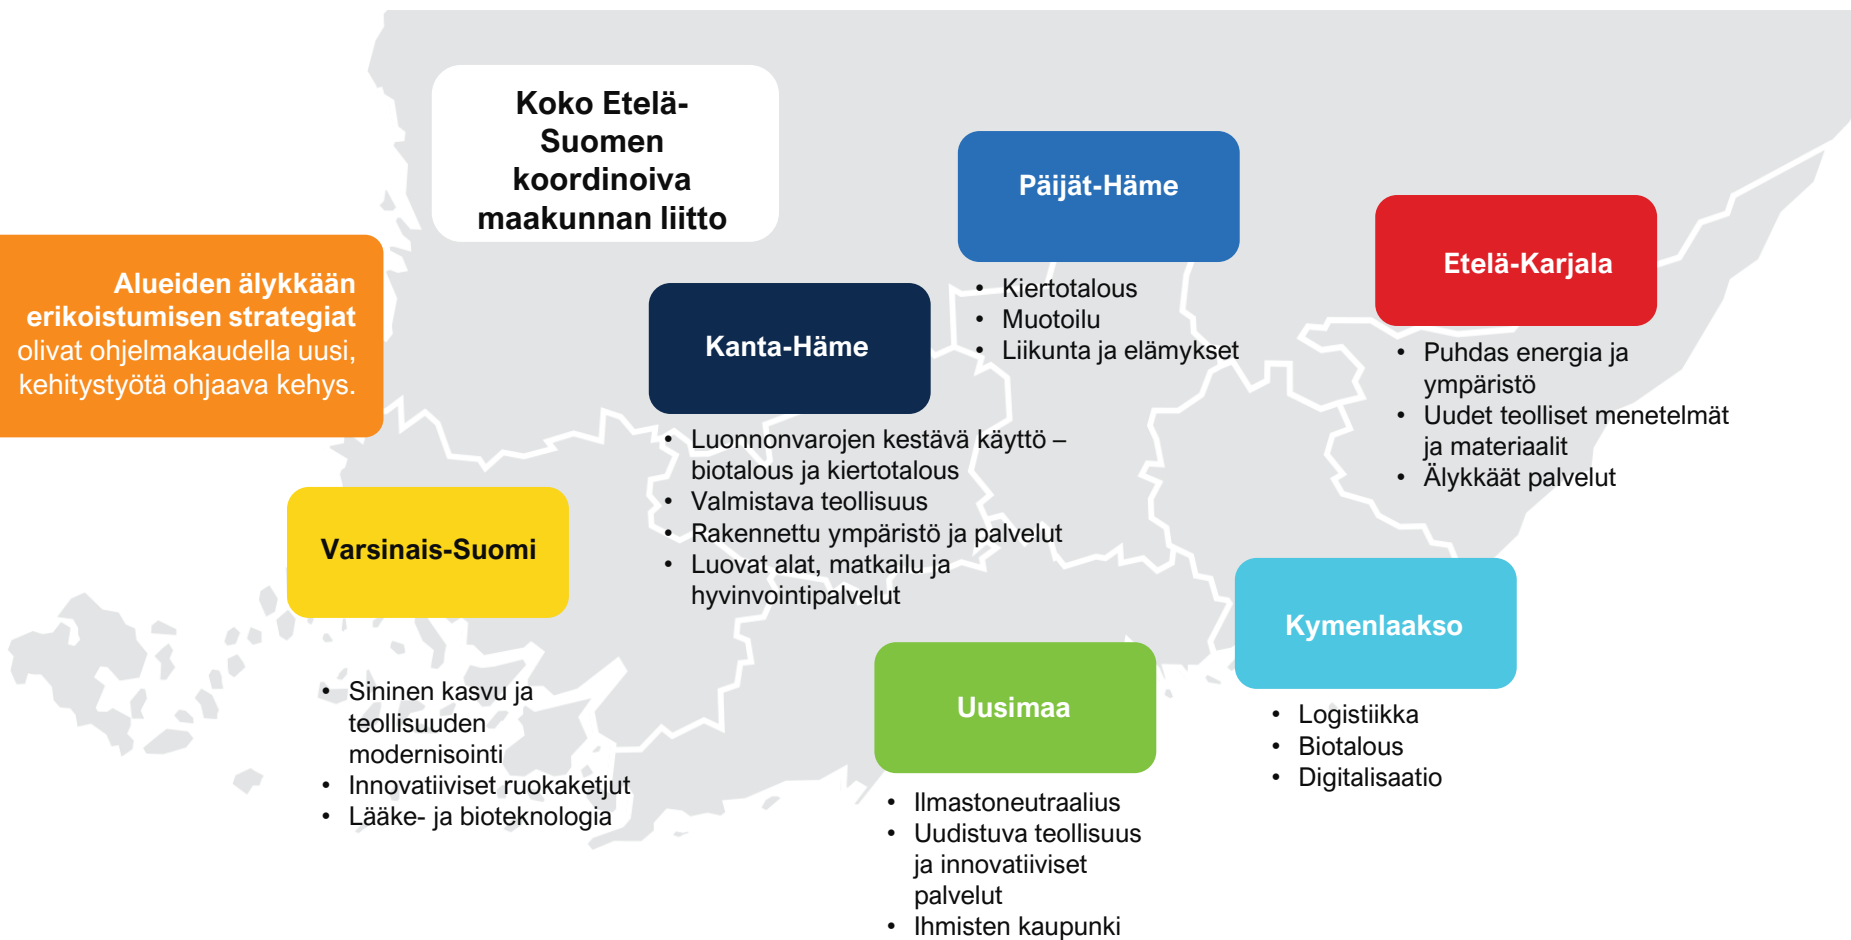 Koko Etelä-
Suomen
koordinoiva
maakunnan liitto
Alueiden älykkään
erikoistumisen strategiat
olivat ohjelmakaudella uusi,
kehitystyötä ohjaava kehys.
Päijät-Häme
• Kiertotalous
• Muotoilu
• Liikunta ja elämykset
Etelä-Karjala
• Puhdas energia ja
ympäristö
• Uudet teolliset menetelmät
ja materiaalit
• Älykkäät palvelut
Kanta-Häme
• Luonnonvarojen kestävä käyttö –
biotalous ja kiertotalous
• Valmistava teollisuus
• Rakennettu ympäristö ja palvelut
• Luovat alat, matkailu ja
hyvinvointipalvelut
Varsinais-Suomi
• Sininen kasvu ja
teollisuuden
modernisointi
• Innovatiiviset ruokaketjut
• Lääke- ja bioteknologia
Uusimaa
• Ilmastoneutraalius
• Uudistuva teollisuus
ja innovatiiviset
palvelut
• Ihmisten kaupunki
Kymenlaakso
• Logistiikka
• Biotalous
• Digitalisaatio